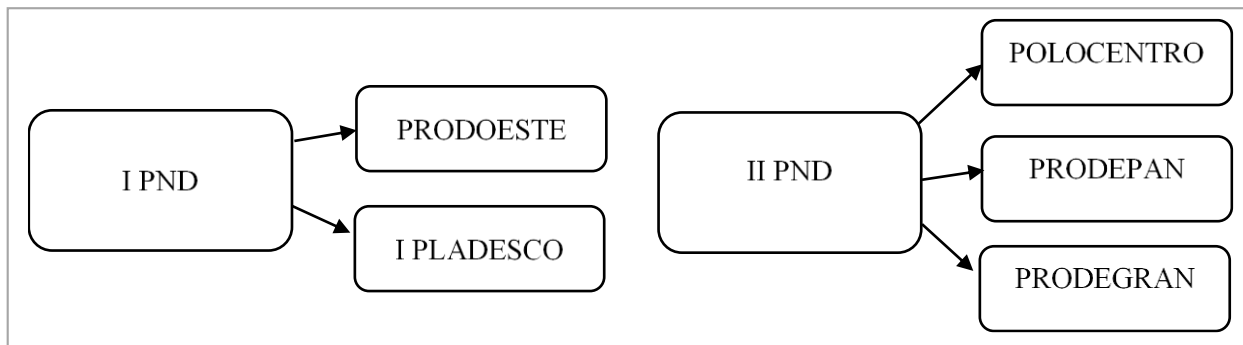 I PND
PRODOESTE
I PLADESCO
II PND
POLOCENTRO
PRODEPAN
PRODEGRAN